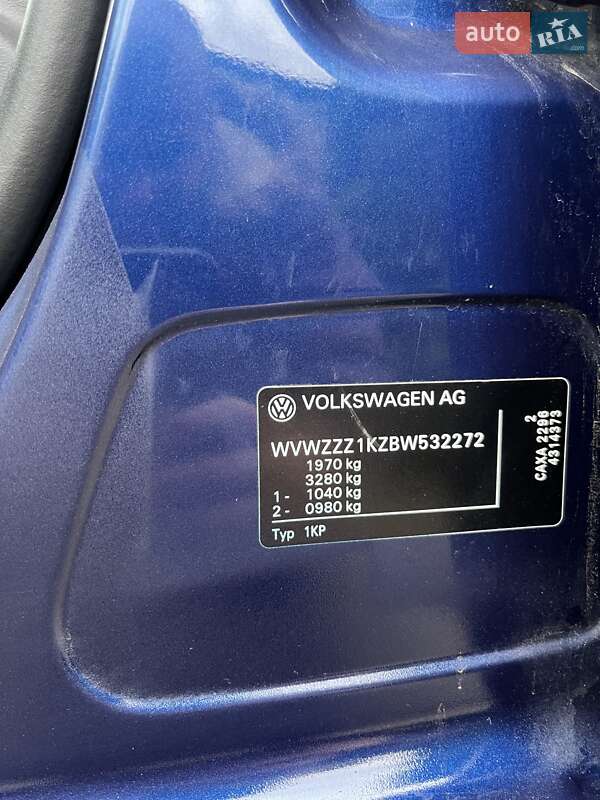 auto RIA .com
VOLKSWAGEN AG
WVWZZZ1KZBW532272
1970 kg
3280 kg
1 - 1040 kg
2 - 0980 kg
Typ 1KP
2
CAXA 2296
4314373